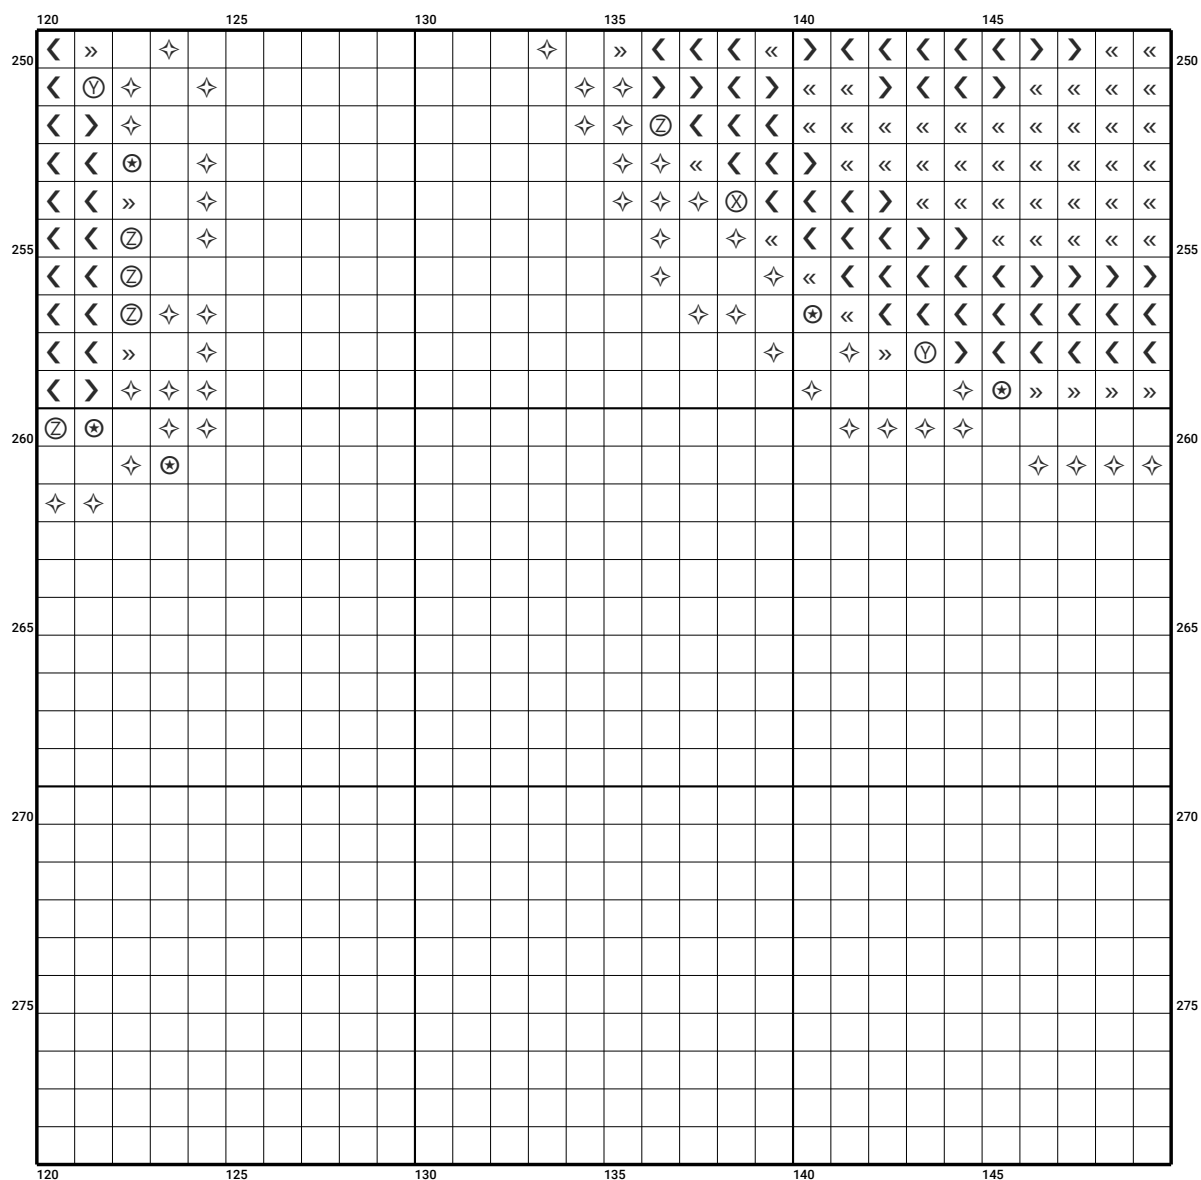 120 125 130 135 140 145
250 ❮ » ✧ ✧ » ❮ ❮ ❮ « ❯ ❮ ❮ ❮ ❮ ❮ ❯ ❯ « « 250
❮ Ⓨ ✧ ✧ ✧ ✧ ❯ ❯ ❮ ❯ « « ❯ ❮ ❮ ❯ « « « «
❮ ❯ ✧ ✧ ✧ Ⓩ ❮ ❮ ❮ « « « « « « « « « «
❮ ❮ ✪ ✧ ✧ ✧ « ❮ ❮ ❯ « « « « « « « « «
❮ ❮ » ✧ ✧ ✧ ✧ Ⓧ ❮ ❮ ❮ ❯ « « « « « « «
255 ❮ ❮ Ⓩ ✧ ✧ ✧ « ❮ ❮ ❮ ❯ ❯ « « « « « 255
❮ ❮ Ⓩ ✧ ✧ « ❮ ❮ ❮ ❮ ❮ ❯ ❯ ❯ ❯
❮ ❮ Ⓩ ✧ ✧ ✧ ✧ ✪ « ❮ ❮ ❮ ❮ ❮ ❮ ❮ ❮
❮ ❮ » ✧ ✧ ✧ » Ⓨ ❯ ❮ ❮ ❮ ❮ ❮
❮ ❯ ✧ ✧ ✧ ✧ ✧ ✪ » » » »
260 Ⓩ ✪ ✧ ✧ ✧ ✧ ✧ ✧ 260
✧ ✪ ✧ ✧ ✧ ✧
✧ ✧
265 265
270 270
275 275
120 125 130 135 140 145